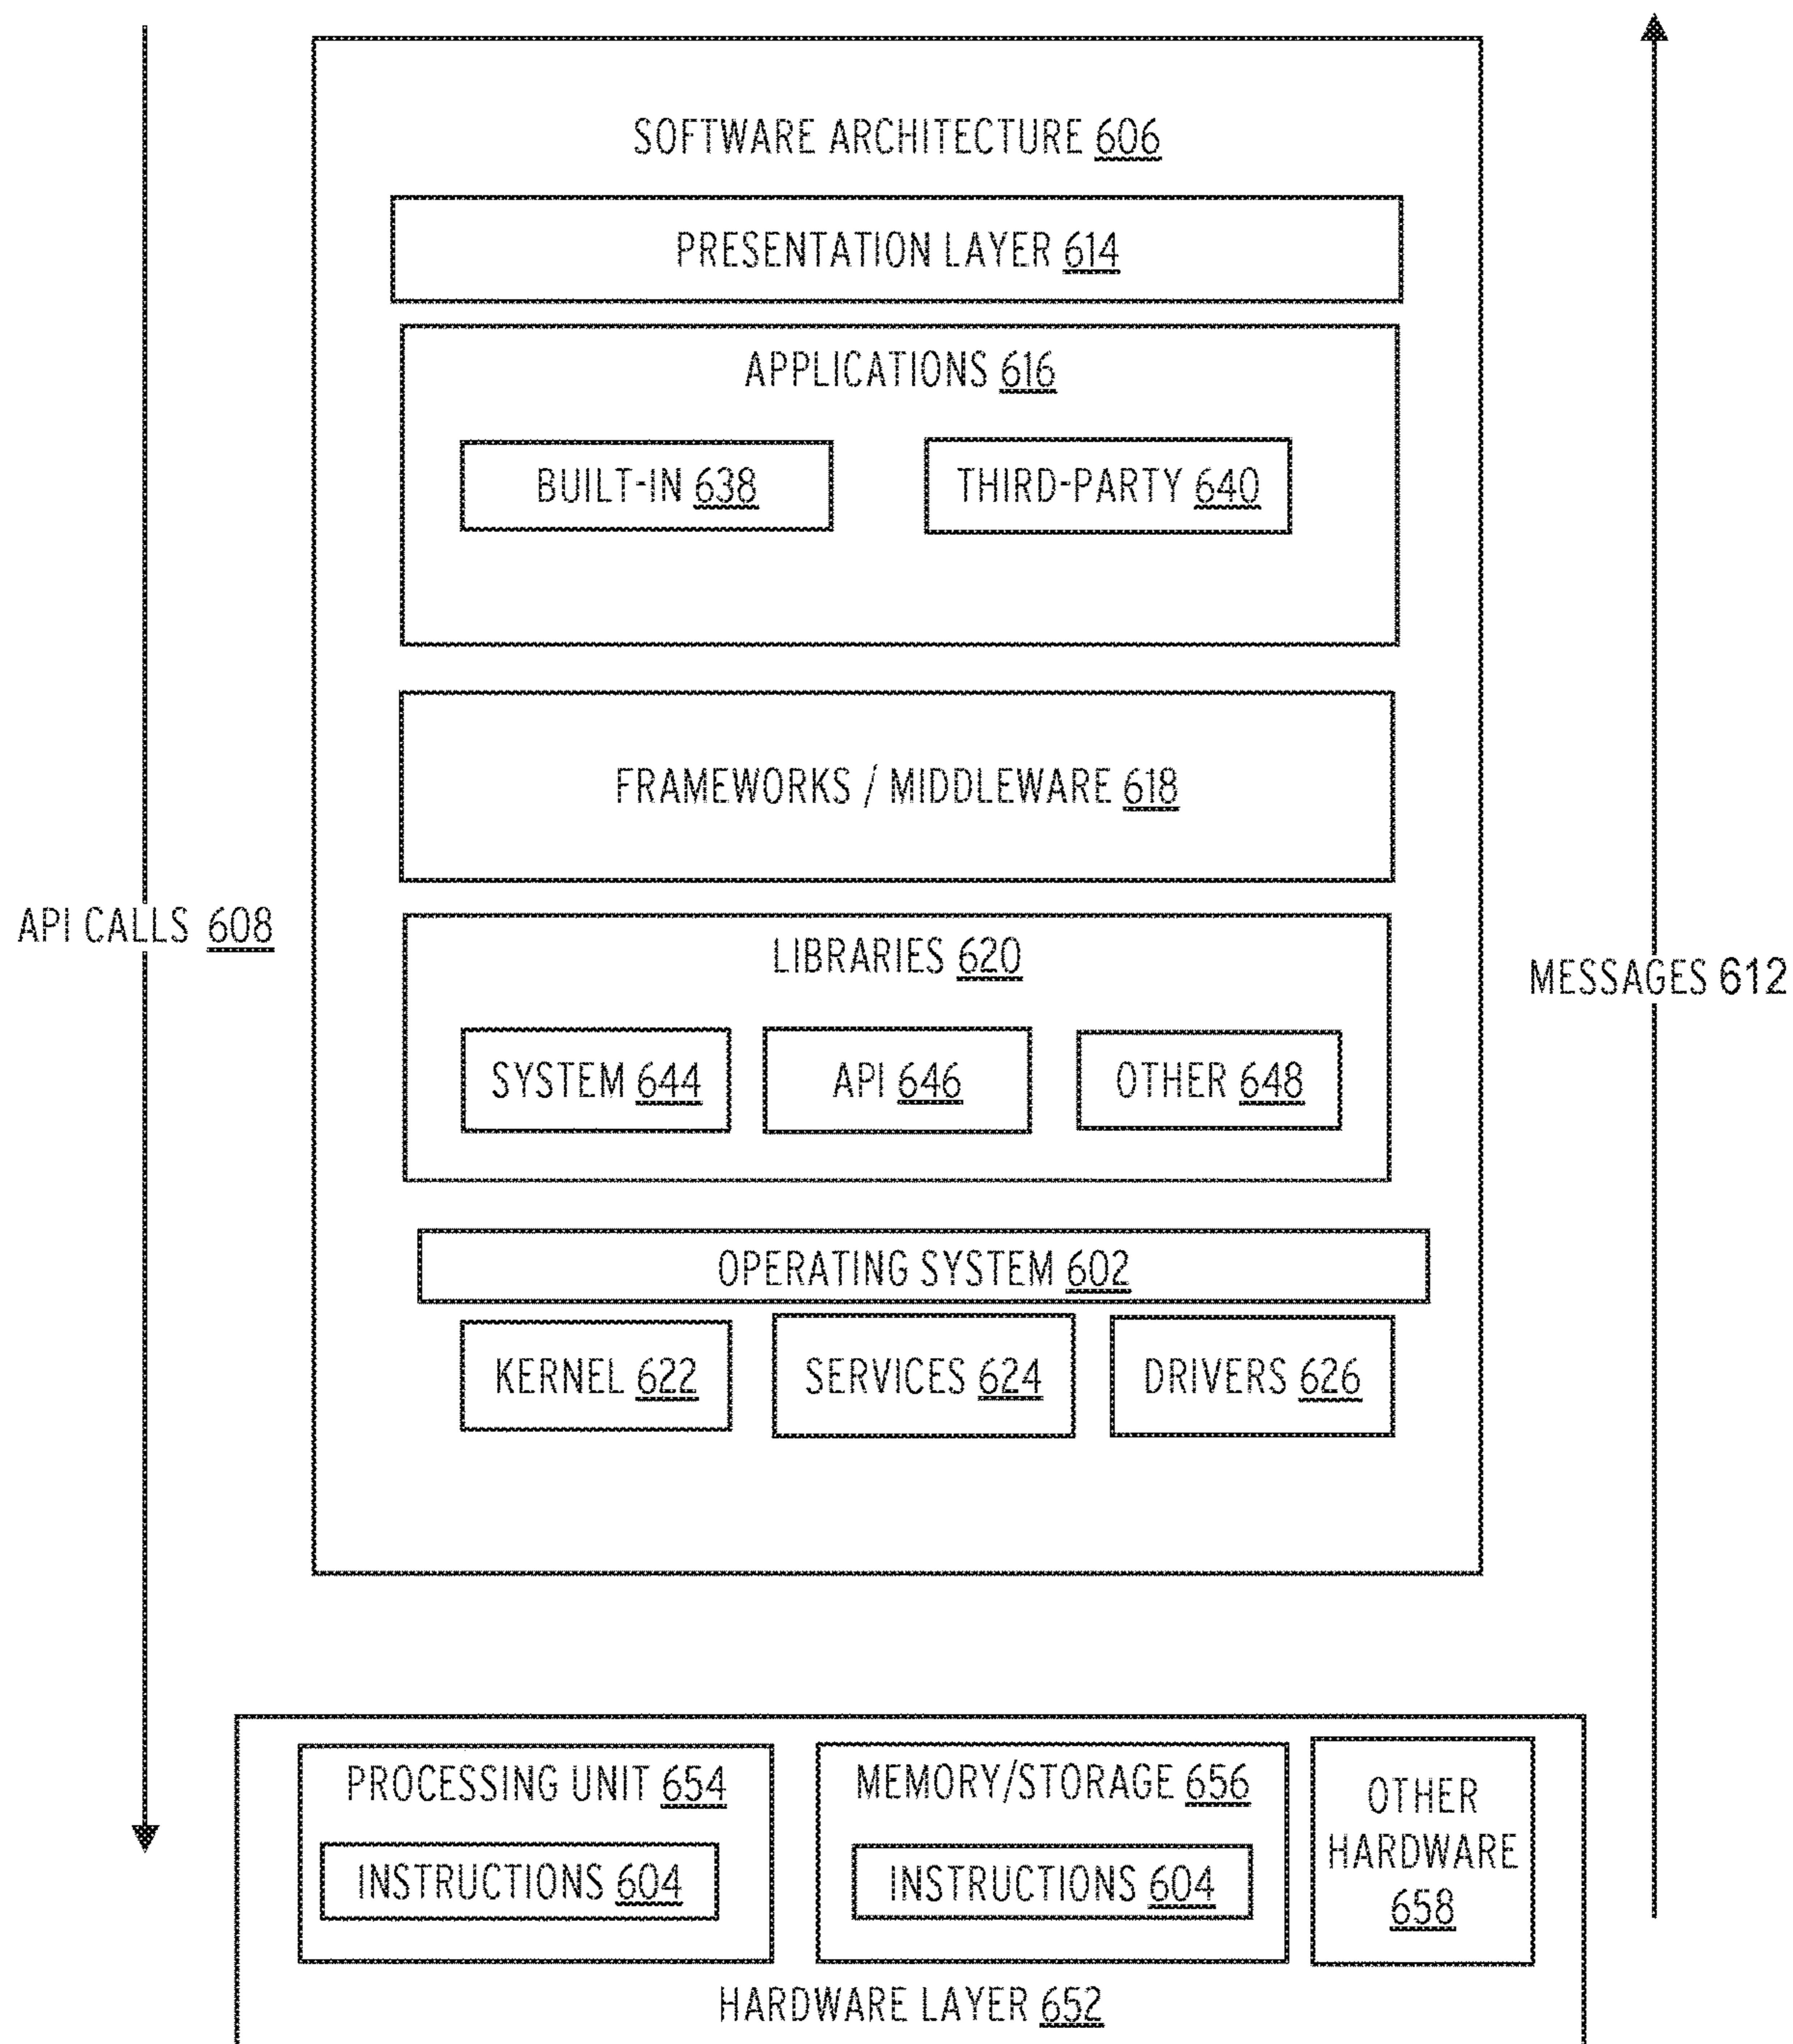 SOFTWARE ARCHITECTURE 606
PRESENTATION LAYER 614
APPLICATIONS 616
BUILT-IN 638
THIRD-PARTY 640
FRAMEWORKS / MIDDLEWARE 618
API CALLS 608
MESSAGES 612
LIBRARIES 620
SYSTEM 644
API 646
OTHER 648
OPERATING SYSTEM 602
KERNEL 622
SERVICES 624
DRIVERS 626
PROCESSING UNIT 654
INSTRUCTIONS 604
MEMORY/STORAGE 656
INSTRUCTIONS 604
OTHER
HARDWARE
658
HARDWARE LAYER 652